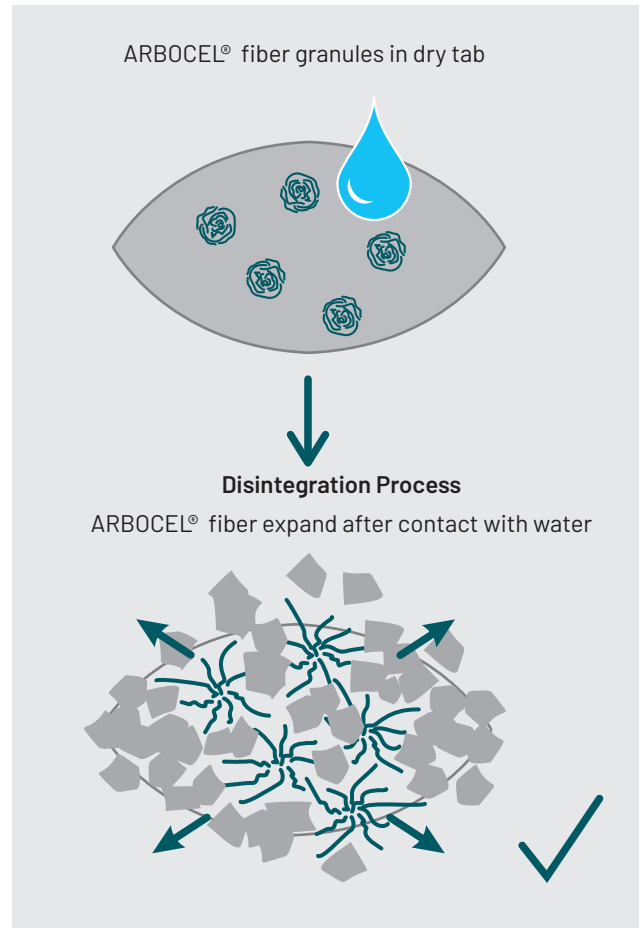 ARBOCEL® fiber granules in dry tab
Disintegration Process
ARBOCEL® fiber expand after contact with water